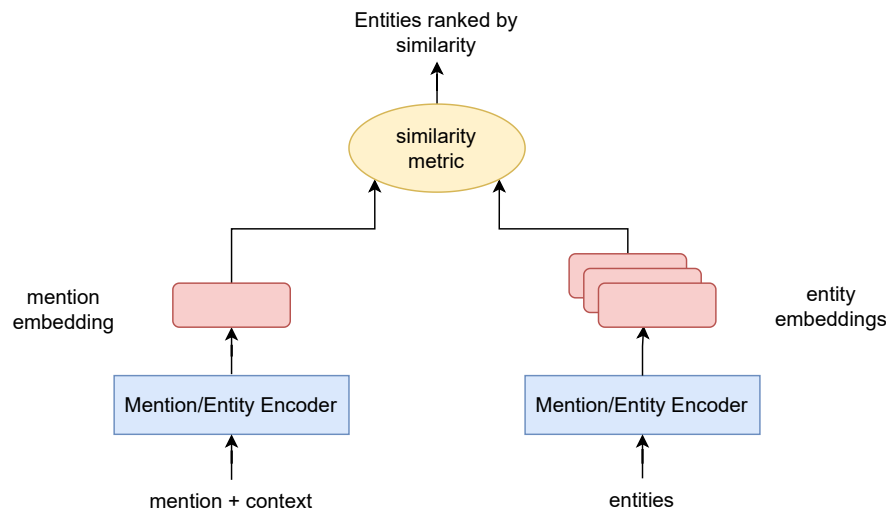 Entities ranked by
similarity
similarity
metric
mention
embedding
entity
embeddings
Mention/Entity Encoder
Mention/Entity Encoder
mention + context
entities